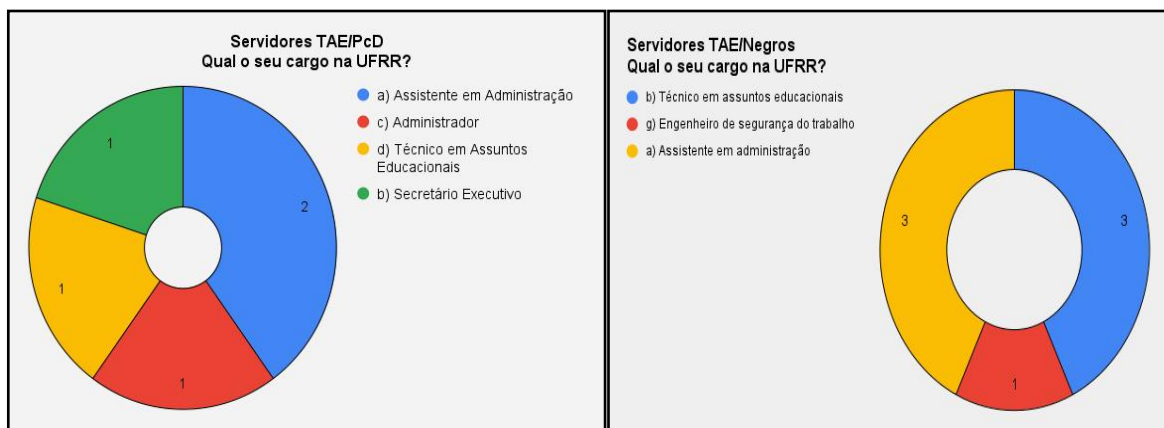 Servidores TAE/PcD
Qual o seu cargo na UFRR?
a) Assistente em Administração
c) Administrador
d) Técnico em Assuntos
Educacionais
b) Secretário Executivo
1
2
1
1
Servidores TAE/Negros
Qual o seu cargo na UFRR?
b) Técnico em assuntos educacionais
g) Engenheiro de segurança do trabalho
a) Assistente em administração
3
3
1